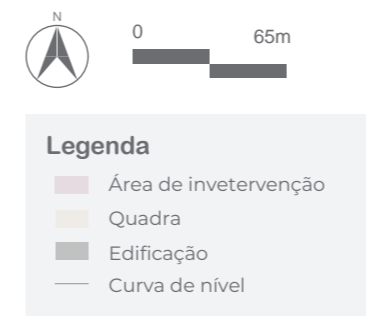 N
0 65m
Legenda
Área de invetervenção
Quadra
Edificação
Curva de nível